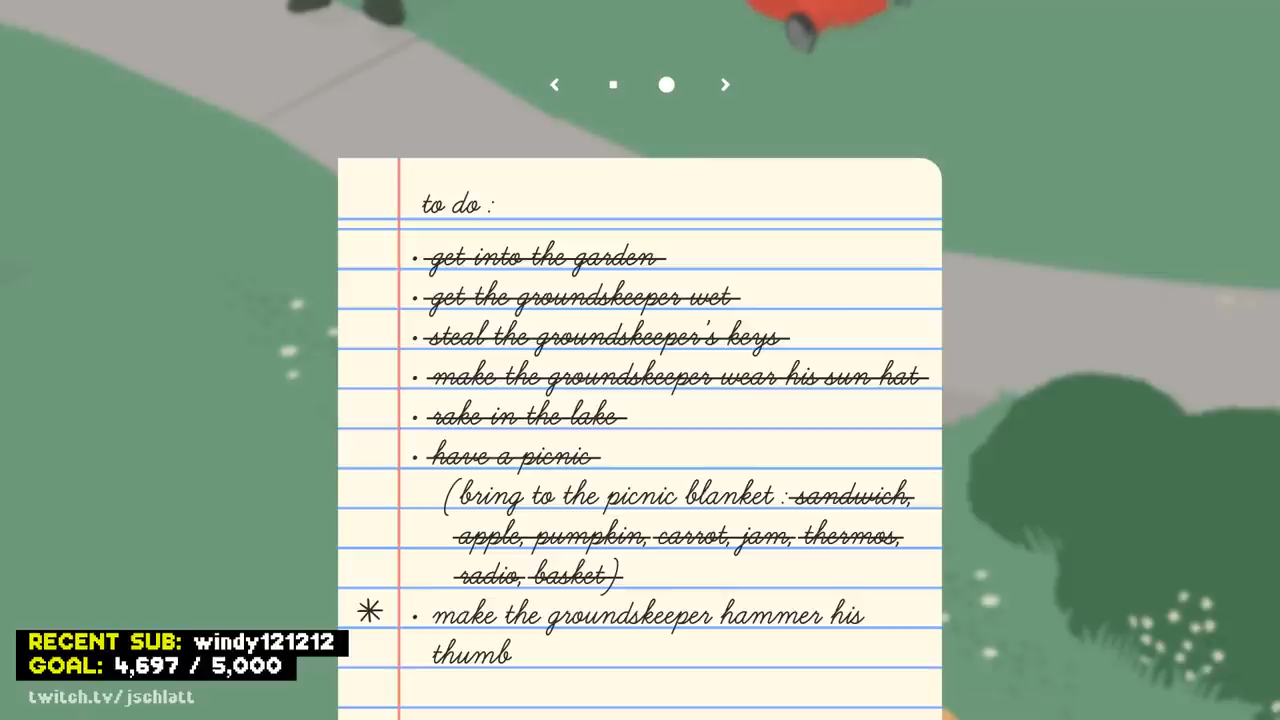 to do :
• get into the garden
• get the groundskeeper wet
• steal the groundskeeper's keys
• make the groundskeeper wear his sun hat
• rake in the lake
• have a picnic
(bring to the picnic blanket : sandwich,
apple, pumpkin, carrot, jam, thermos,
radio, basket)
• make the groundskeeper hammer his
thumb
RECENT SUB: windy121212
GOAL: 4,697 / 5,000
twitch.tv/jschlatt